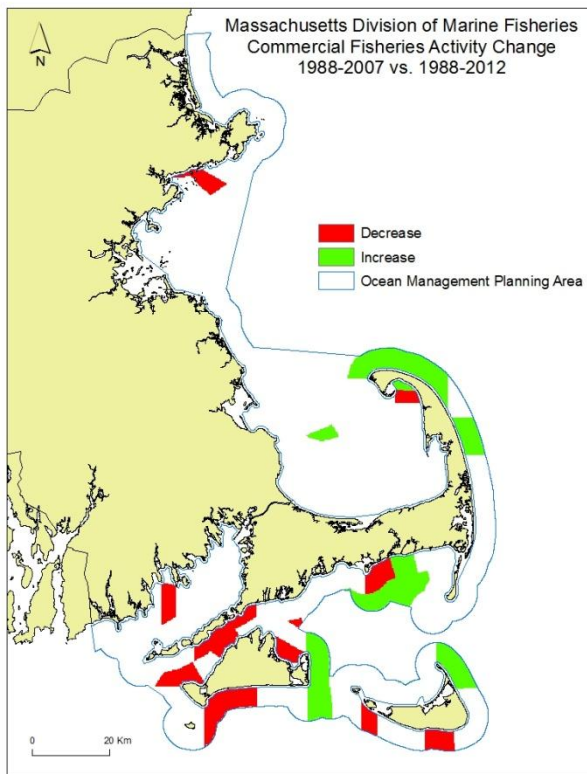 Massachusetts Division of Marine Fisheries
Commercial Fisheries Activity Change
1988-2007 vs. 1988-2012
N
Decrease
Increase
Ocean Management Planning Area
0 20 Km